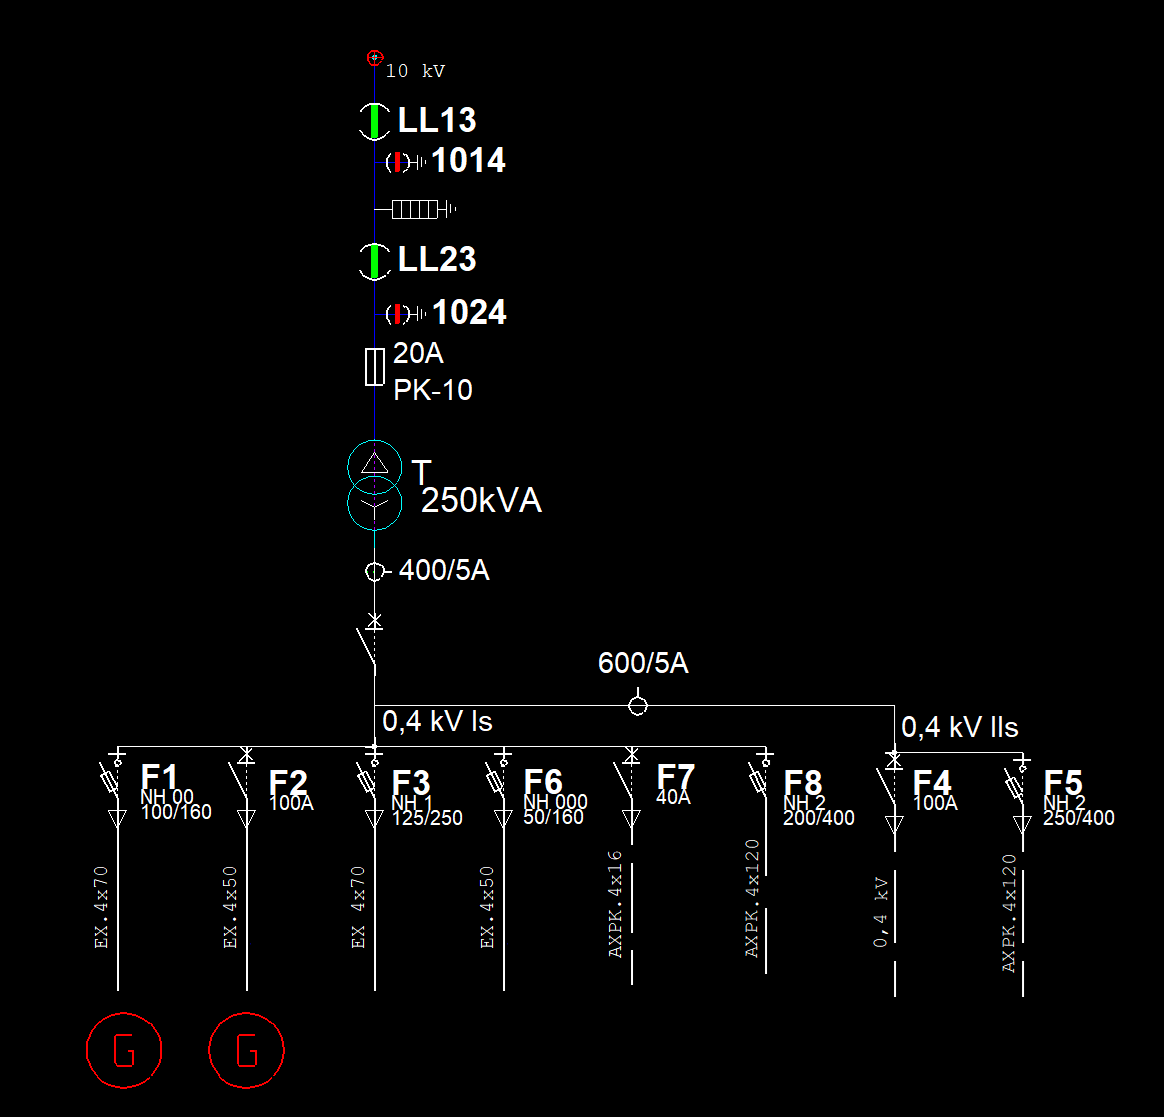 10 kV
LL13
1014
LL23
1024
20A
PK-10
T
250kVA
400/5A
600/5A
0,4 kV Is
0,4 kV IIs
F1
NH 00
100/160
F2
100A
F3
NH 1
125/250
F6
NH 000
50/160
F7
40A
F8
NH 2
200/400
F4
100A
F5
NH 2
250/400
EX.4x70
EX.4x50
EX 4x70
EX.4x50
AXPK.4x16
AXPK.4x120
0,4 kV
AXPK.4x120
G
G